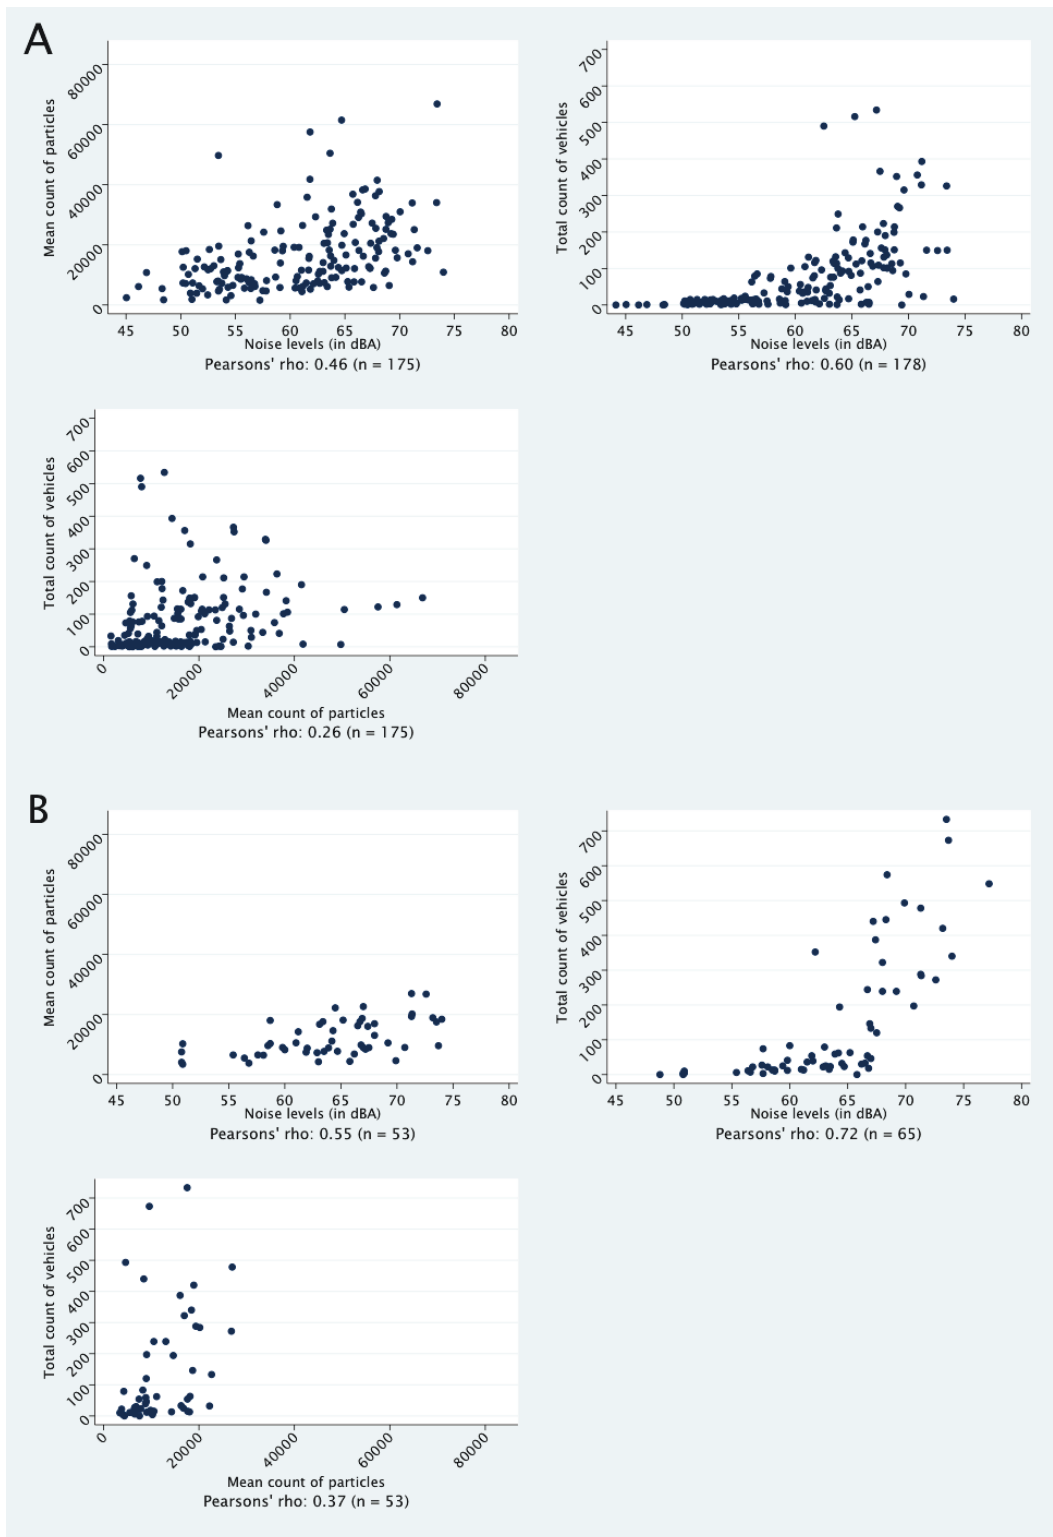 A
Mean count of particles
80000
60000
40000
20000
0
45 50 55 60 65 70 75 80
Noise levels (in dBA)
Pearsons' rho: 0.46 (n = 175)
Total count of vehicles
700
600
500
400
300
200
100
0
45 50 55 60 65 70 75 80
Noise levels (in dBA)
Pearsons' rho: 0.60 (n = 178)
Total count of vehicles
700
600
500
400
300
200
100
0
0 20000 40000 60000 80000
Mean count of particles
Pearsons' rho: 0.26 (n = 175)
B
Mean count of particles
80000
60000
40000
20000
0
45 50 55 60 65 70 75 80
Noise levels (in dBA)
Pearsons' rho: 0.55 (n = 53)
Total count of vehicles
700
600
500
400
300
200
100
0
45 50 55 60 65 70 75 80
Noise levels (in dBA)
Pearsons' rho: 0.72 (n = 65)
Total count of vehicles
700
600
500
400
300
200
100
0
0 20000 40000 60000 80000
Mean count of particles
Pearsons' rho: 0.37 (n = 53)